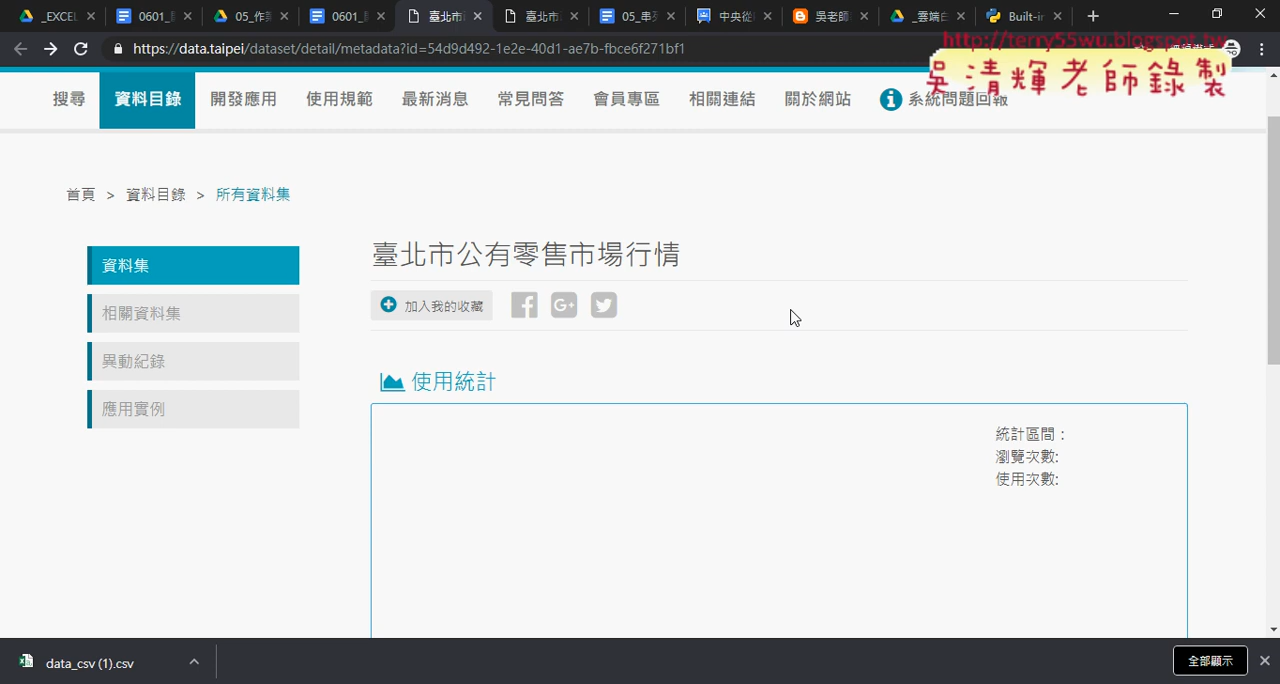 _EXCEL
0601_
05_作業
0601_
臺北市
臺北市
05_串列
中央從
吳老師
_雲端白
Built-in
https://data.taipei/dataset/detail/metadata?id=54d9d492-1e2e-40d1-ae7b-fbce6f271bf1
http://terry55wu.blogspot.tw
吳清輝老師錄製
搜尋
資料目錄
開發應用
使用規範
最新消息
常見問答
會員專區
相關連結
關於網站
系統問題回報
首頁 > 資料目錄 > 所有資料集
資料集
相關資料集
異動紀錄
應用實例
臺北市公有零售市場行情
加入我的收藏
使用統計
統計區間：
瀏覽次數:
使用次數:
data_csv (1).csv
全部顯示